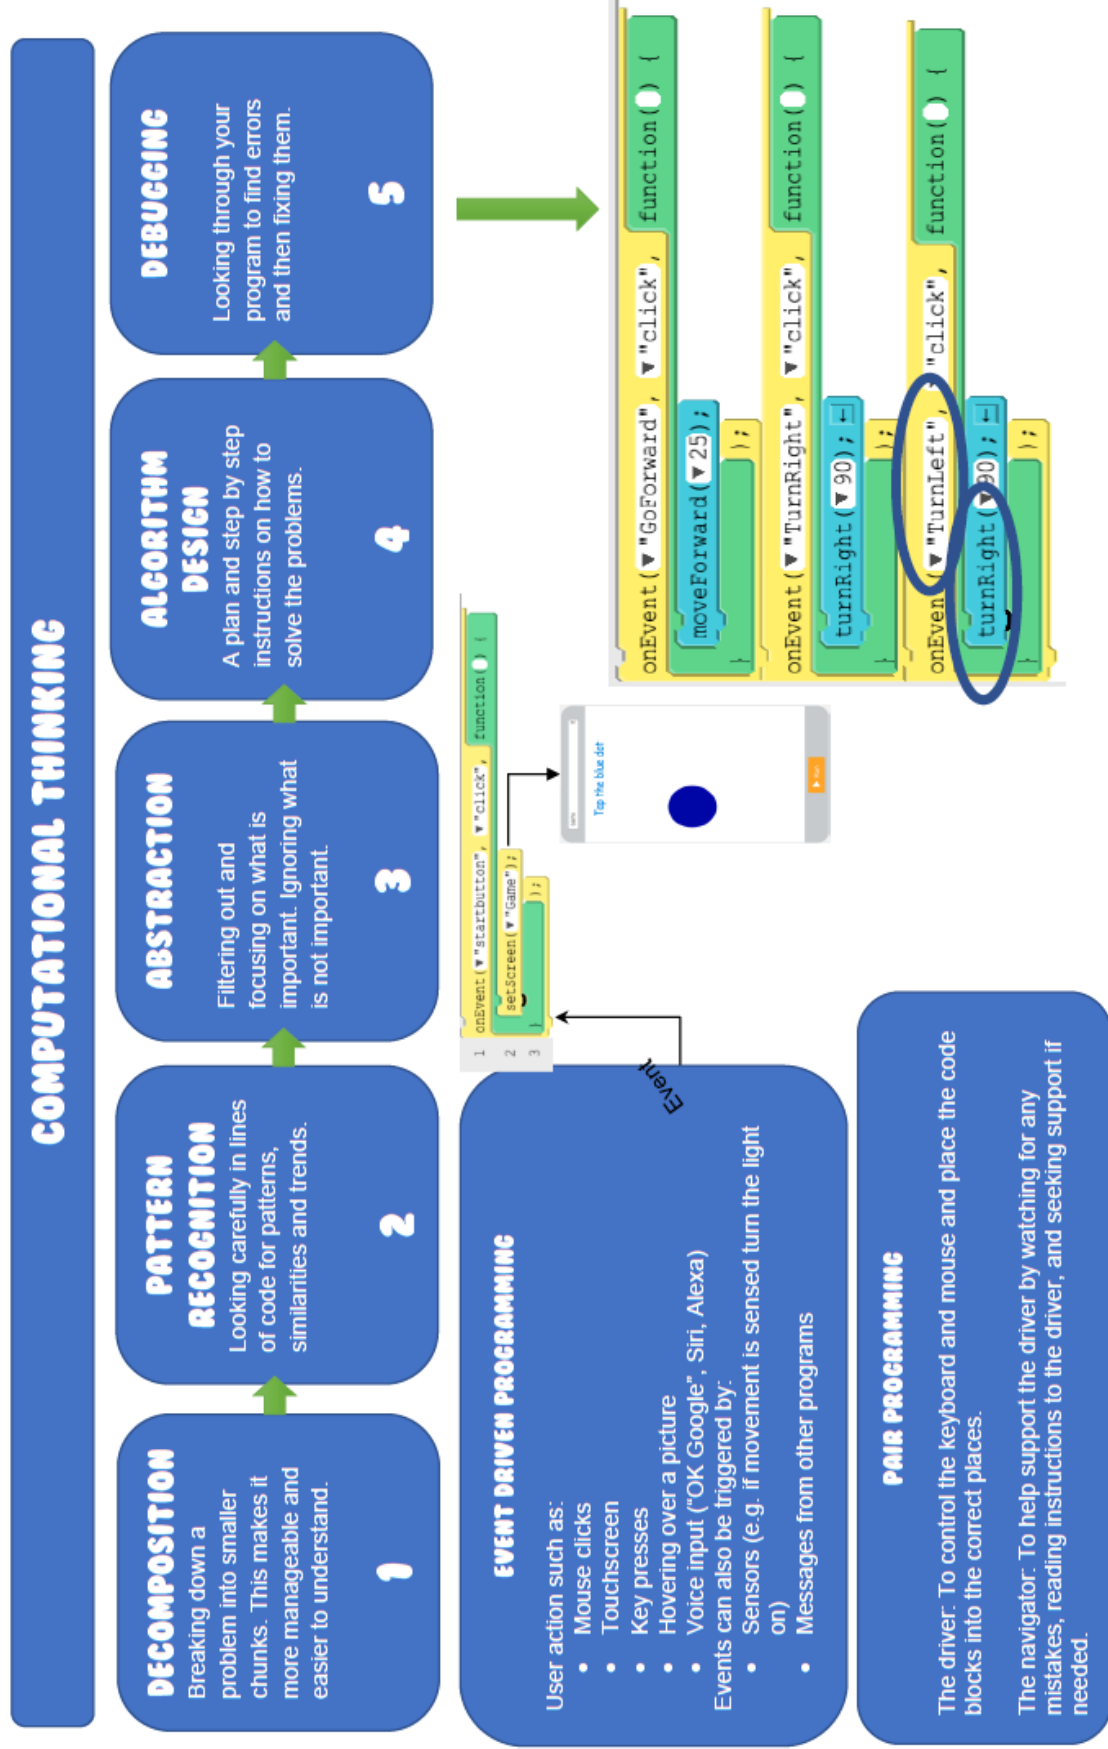 COMPUTATIONAL THINKING
DECOMPOSITION
Breaking down a
problem into smaller
chunks. This makes it
more manageable and
easier to understand.
1
PATTERN
RECOGNITION
Looking carefully in lines
of code for patterns,
similarities and trends.
2
ABSTRACTION
Filtering out and
focusing on what is
important. Ignoring what
is not important.
3
ALGORITHM
DESIGN
A plan and step by step
instructions on how to
solve the problems.
4
DEBUGGING
Looking through your
program to find errors
and then fixing them.
5
EVENT DRIVEN PROGRAMMING
User action such as:
• Mouse clicks
• Touchscreen
• Key presses
• Hovering over a picture
• Voice input ("OK Google", Siri, Alexa)
Events can also be triggered by:
• Sensors (e.g. if movement is sensed turn the light
on)
• Messages from other programs
Event
1 onEvent(▼"startbutton", ▼"click", function() {
2 setScreen(▼"Game");
3 } );
Tap the blue dot
onEvent(▼"GoForward", ▼"click", function() {
moveForward(▼25);
} );
onEvent(▼"TurnRight", ▼"click", function() {
turnRight(▼90); ←
} );
onEvent(▼"TurnLeft", ▼"click", function() {
turnRight(▼90); ←
} );
PAIR PROGRAMMING
The driver: To control the keyboard and mouse and place the code
blocks into the correct places.
The navigator: To help support the driver by watching for any
mistakes, reading instructions to the driver, and seeking support if
needed.